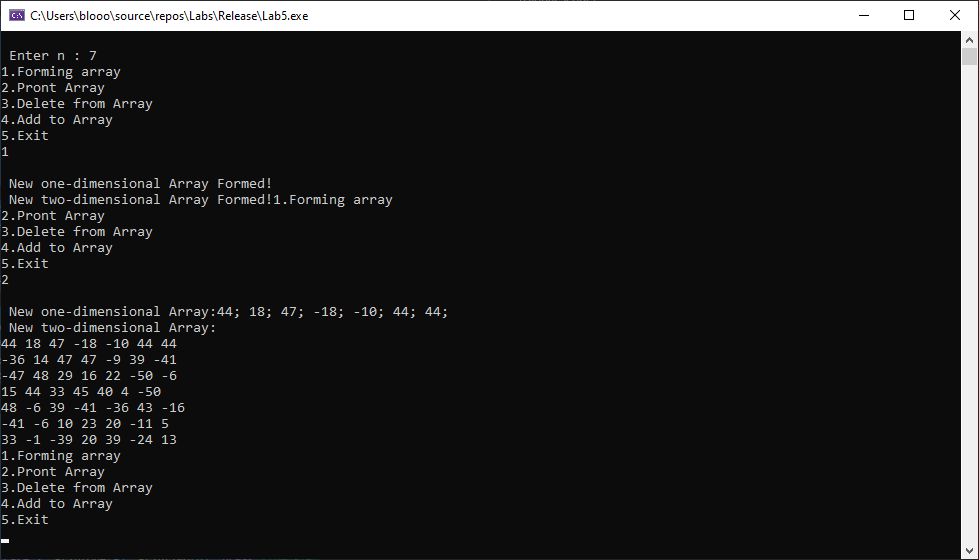 C:\Users\blooo\source\repos\Labs\Release\Lab5.exe
Enter n : 7
1.Forming array
2.Pront Array
3.Delete from Array
4.Add to Array
5.Exit
1
New one-dimensional Array Formed!
New two-dimensional Array Formed!1.Forming array
2.Pront Array
3.Delete from Array
4.Add to Array
5.Exit
2
New one-dimensional Array:44; 18; 47; -18; -10; 44; 44;
New two-dimensional Array:
44 18 47 -18 -10 44 44
-36 14 47 47 -9 39 -41
-47 48 29 16 22 -50 -6
15 44 33 45 40 4 -50
48 -6 39 -41 -36 43 -16
-41 -6 10 23 20 -11 5
33 -1 -39 20 39 -24 13
1.Forming array
2.Pront Array
3.Delete from Array
4.Add to Array
5.Exit